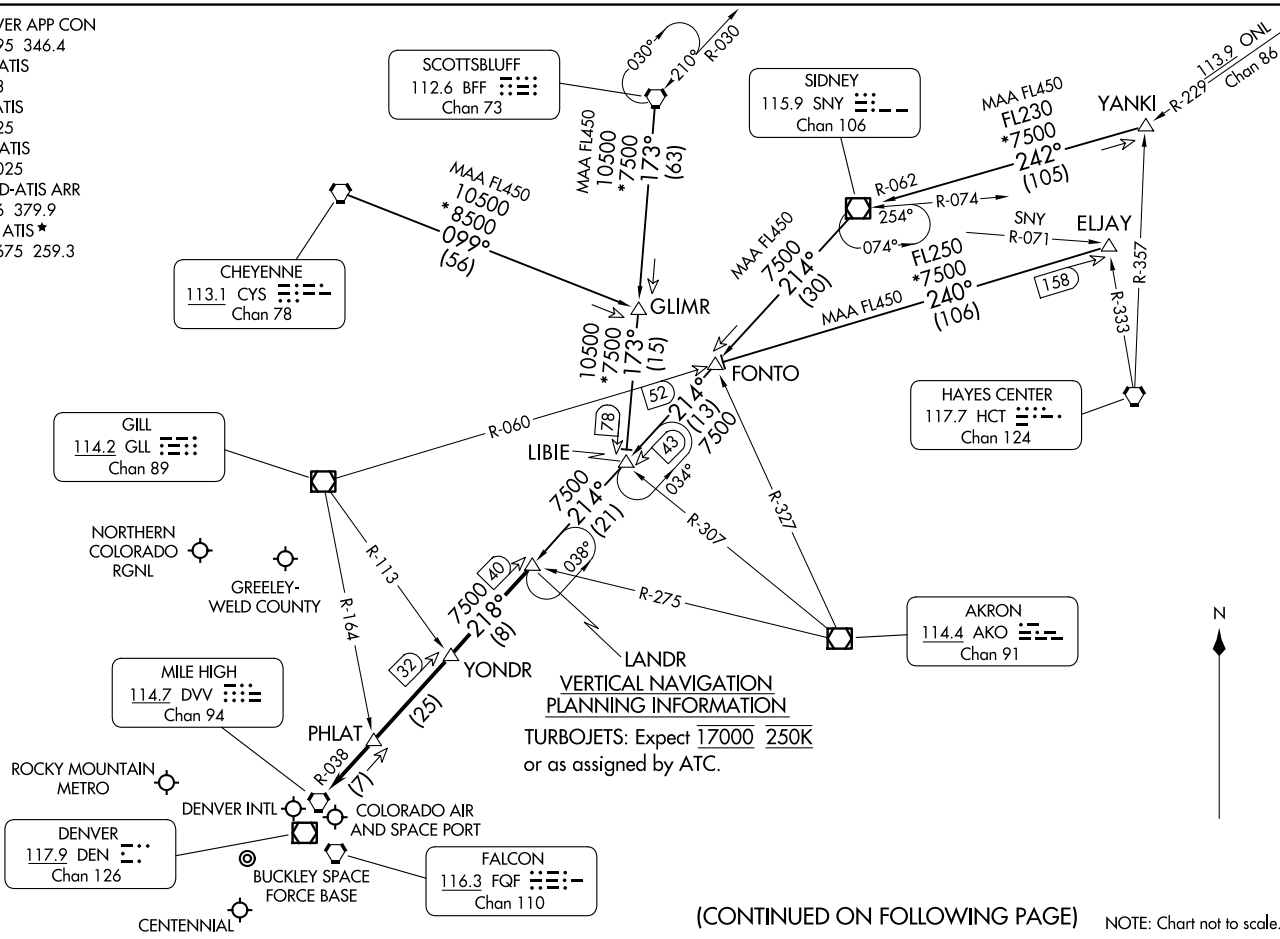 VER APP CON
95 346.4
ATIS
ATIS
25
ATIS
025
D-ATIS ARR
379.9
ATIS★
675 259.3
SCOTTSBLUFF
112.6 BFF
Chan 73
030°
210°
R-030
SIDNEY
115.9 SNY
Chan 106
113.9 ONL
Chan 86
R-229
YANKI
MAA FL450
FL230
*7500
242°
(105)
MAA FL450
10500
*7500
173°
(63)
MAA FL450
10500
*8500
099°
(56)
R-062
R-074
254°
074°
SNY
R-071
ELJAY
R-357
CHEYENNE
113.1 CYS
Chan 78
GLIMR
MAA FL450
7500
214°
(30)
FL250
*7500
MAA FL450
240°
(106)
158
R-333
10500
*7500
173°
(15)
FONTO
HAYES CENTER
117.7 HCT
Chan 124
GILL
114.2 GLL
Chan 89
R-060
52
78
214°
(13)
7500
LIBIE
43
034°
7500
214°
(21)
R-307
R-327
NORTHERN
COLORADO
RGNL
GREELEY-
WELD COUNTY
R-113
R-164
7500
40
038°
218°
(8)
R-275
AKRON
114.4 AKO
Chan 91
N
LANDR
VERTICAL NAVIGATION
PLANNING INFORMATION
TURBOJETS: Expect 17000 250K
or as assigned by ATC.
32
YONDR
(25)
MILE HIGH
114.7 DVV
Chan 94
PHLAT
R-038
(7)
ROCKY MOUNTAIN
METRO
DENVER INTL
COLORADO AIR
AND SPACE PORT
DENVER
117.9 DEN
Chan 126
BUCKLEY SPACE
FORCE BASE
FALCON
116.3 FQF
Chan 110
CENTENNIAL
(CONTINUED ON FOLLOWING PAGE)
NOTE: Chart not to scale.